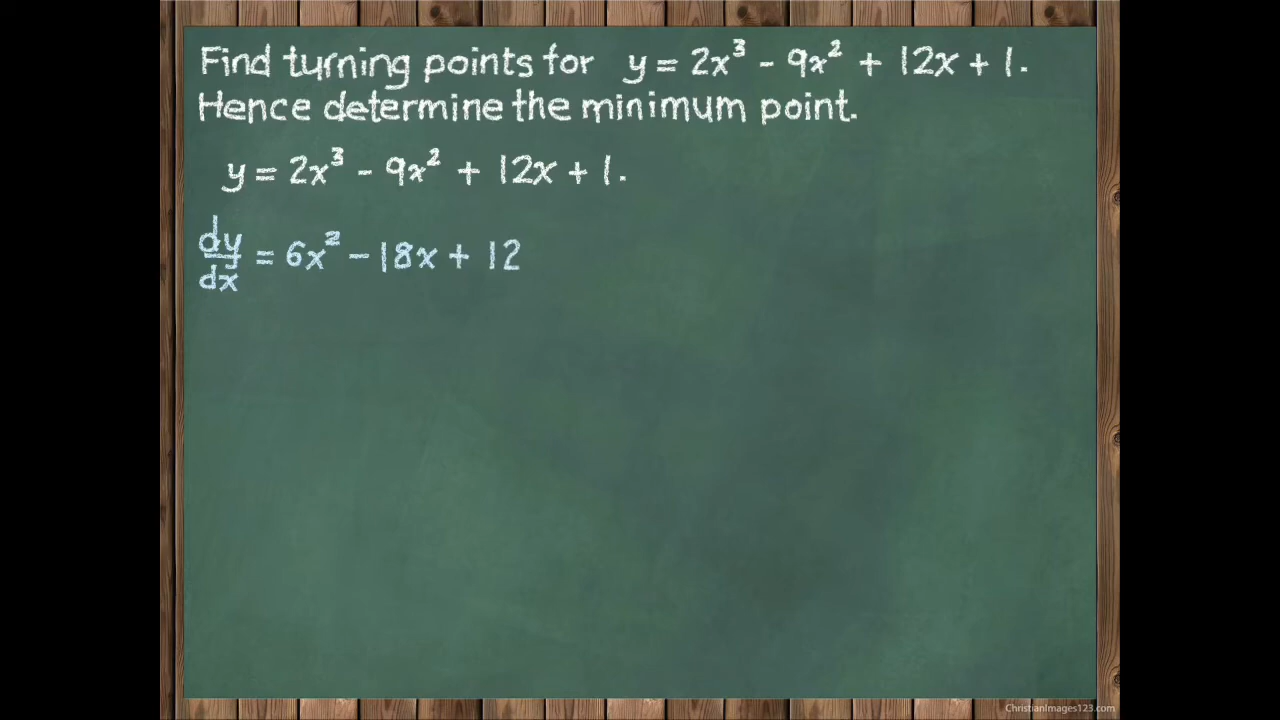 Find turning points for y = 2x³ - 9x² + 12x + 1.
Hence determine the minimum point.
y = 2x³ - 9x² + 12x + 1.
dy/dx = 6x² - 18x + 12
ChristianImages123.com